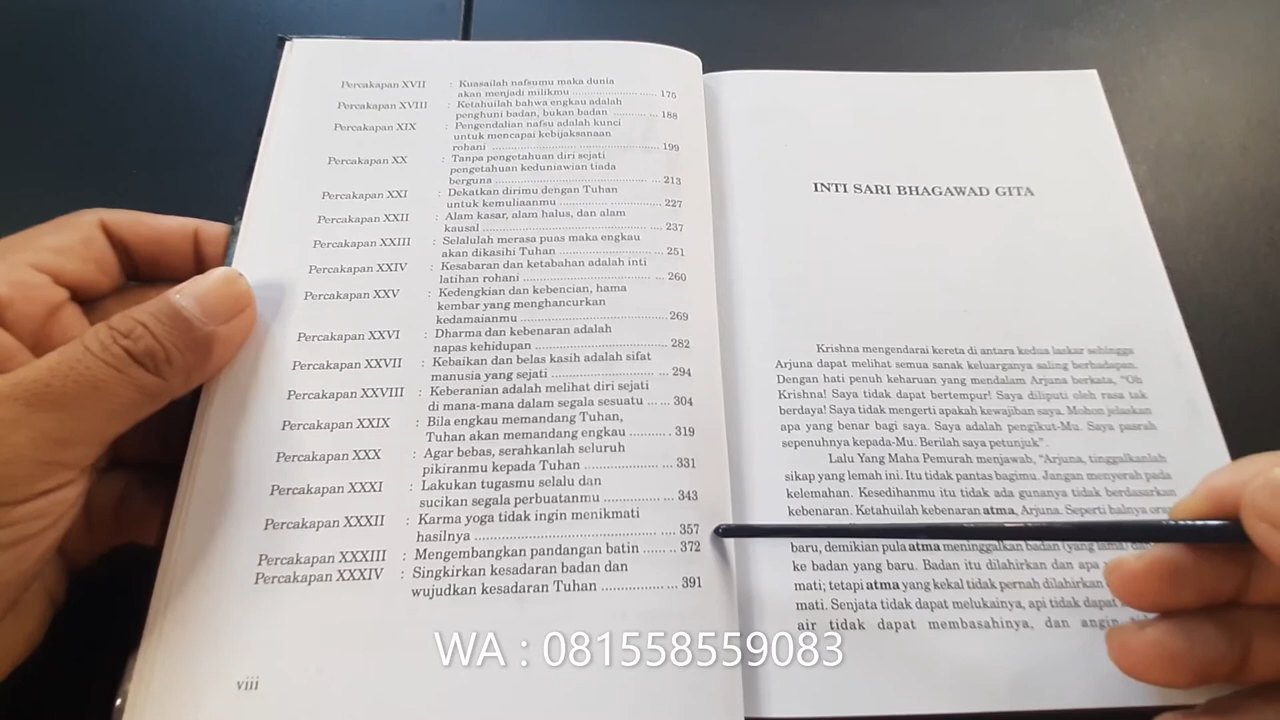 Percakapan XVII : Kuasailah nafsumu maka dunia
akan menjadi milikmu ........................... 175
Percakapan XVIII : Ketahuilah bahwa engkau adalah
penghuni badan, bukan badan .............. 188
Percakapan XIX : Pengendalian nafsu adalah kunci
untuk mencapai kebijaksanaan
rohani .................................................... 199
Percakapan XX : Tanpa pengetahuan diri sejati
pengetahuan keduniawian tiada
berguna .................................................. 213
Percakapan XXI : Dekatkan dirimu dengan Tuhan
untuk kemuliaanmu ............................... 227
Percakapan XXII : Alam kasar, alam halus, dan alam
kausal .................................................... 237
Percakapan XXIII : Selalulah merasa puas maka engkau
akan dikasihi Tuhan .............................. 251
Percakapan XXIV : Kesabaran dan ketabahan adalah inti
latihan rohani ........................................ 260
Percakapan XXV : Kedengkian dan kebencian, hama
kembar yang menghancurkan
kedamaianmu ........................................ 269
Percakapan XXVI : Dharma dan kebenaran adalah
napas kehidupan .................................... 282
Percakapan XXVII : Kebaikan dan belas kasih adalah sifat
manusia yang sejati ............................... 294
Percakapan XXVIII : Keberanian adalah melihat diri sejati
di mana-mana dalam segala sesuatu ...... 304
Percakapan XXIX : Bila engkau memandang Tuhan,
Tuhan akan memandang engkau ........... 319
Percakapan XXX : Agar bebas, serahkanlah seluruh
pikiranmu kepada Tuhan ...................... 331
Percakapan XXXI : Lakukan tugasmu selalu dan
sucikan segala perbuatanmu ................. 343
Percakapan XXXII : Karma yoga tidak ingin menikmati
hasilnya ................................................ 357
Percakapan XXXIII : Mengembangkan pandangan batin ........ 372
Percakapan XXXIV : Singkirkan kesadaran badan dan
wujudkan kesadaran Tuhan .................. 391
viii
INTI SARI BHAGAWAD GITA
Krishna mengendarai kereta di antara kedua laskar sehingga
Arjuna dapat melihat semua sanak keluarganya saling berhadapan.
Dengan hati penuh keharuan yang mendalam Arjuna berkata, "Oh
Krishna! Saya tidak dapat bertempur! Saya diliputi oleh rasa tak
berdaya! Saya tidak mengerti apakah kewajiban saya. Mohon jelaskan
apa yang benar bagi saya. Saya adalah pengikut-Mu. Saya pasrah
sepenuhnya kepada-Mu. Berilah saya petunjuk".
Lalu Yang Maha Pemurah menjawab, "Arjuna, tinggalkanlah
sikap yang lemah ini. Itu tidak pantas bagimu. Jangan menyerah pada
kelemahan. Kesedihanmu itu tidak ada gunanya tidak berdasarkan
kebenaran. Ketahuilah kebenaran atma, Arjuna. Seperti halnya
baru, demikian pula atma meninggalkan badan (yang lama)
ke badan yang baru. Badan itu dilahirkan dan apa
mati; tetapi atma yang kekal tidak pernah dilahirkan
mati. Senjata tidak dapat melukainya, api tidak dapat
air tidak dapat membasahinya, dan angin
WA : 081558559083